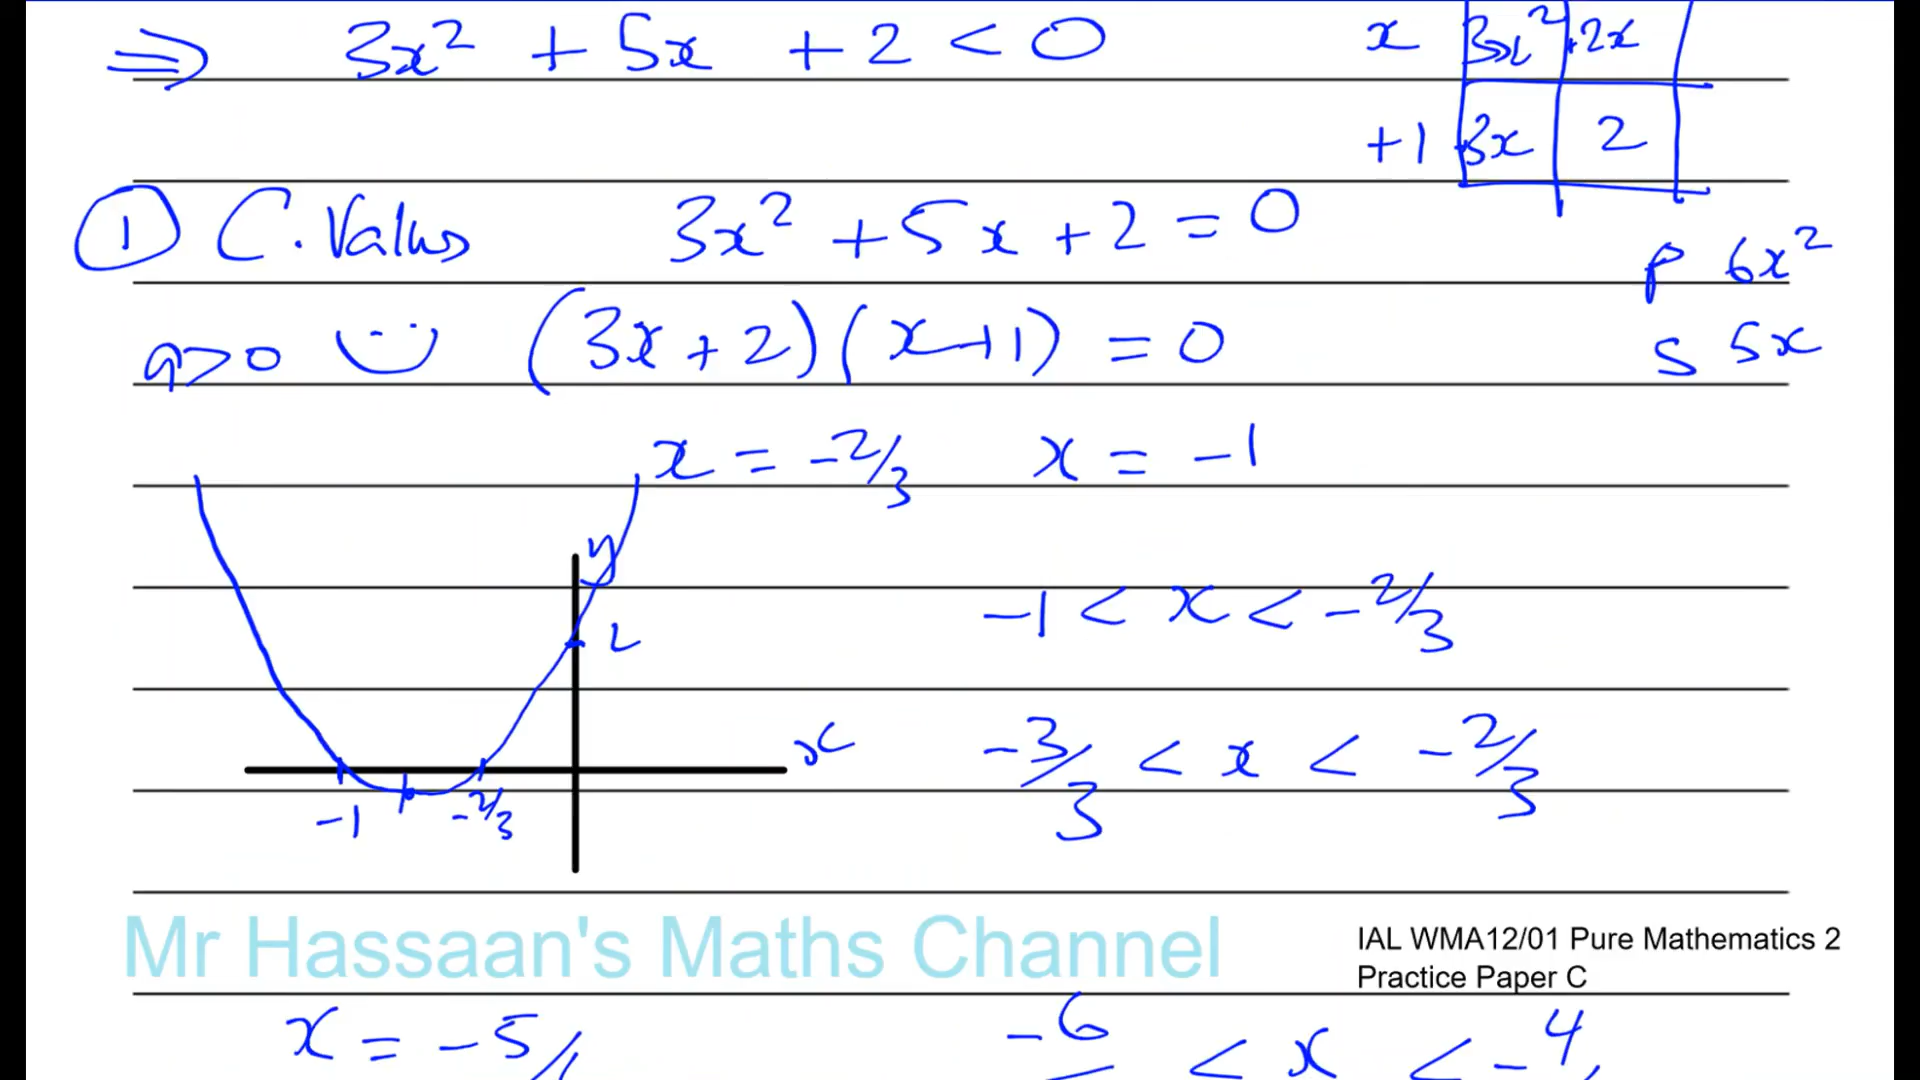 ⇒ 3x² + 5x + 2 < 0
x 3x² +2x
+1 3x 2
① C. Values 3x² + 5x + 2 = 0
p 6x²
a>0 (3x + 2)(x+1) = 0
s 5x
x = -2/3 x = -1
y
2
-1 < x < -2/3
x
-3/3 < x < -2/3
-1 -2/3
Mr Hassaan's Maths Channel
IAL WMA12/01 Pure Mathematics 2
Practice Paper C
x = -5/
-6 < x < -4